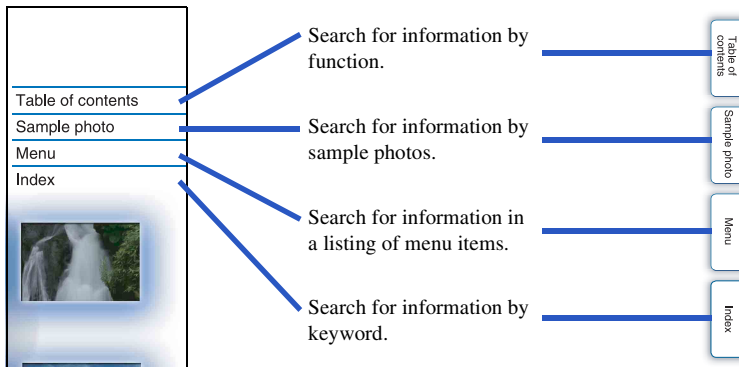 Table of contents
Sample photo
Menu
Index
Search for information by
function.
Search for information by
sample photos.
Search for information in
a listing of menu items.
Search for information by
keyword.
Table of
contents
Sample photo
Menu
Index